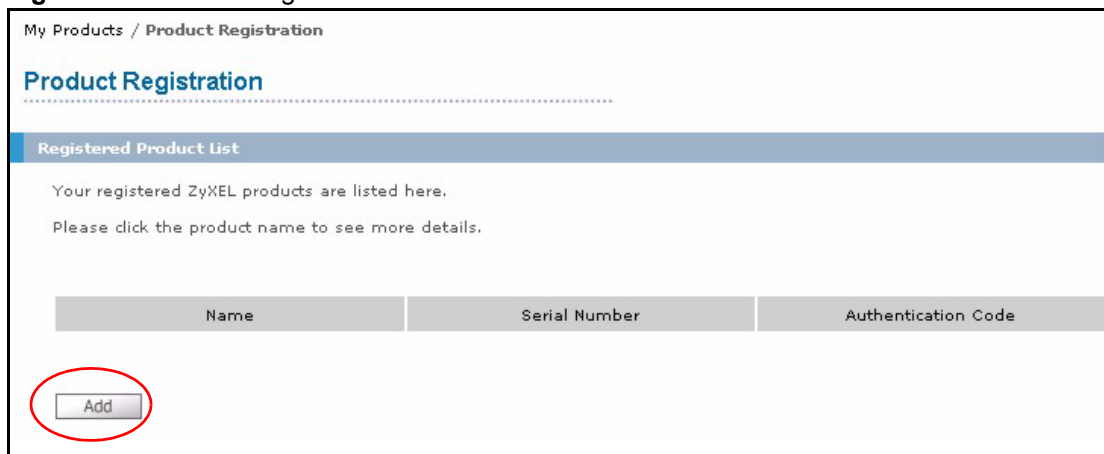 My Products / Product Registration
Product Registration
Registered Product List
Your registered ZyXEL products are listed here.
Please click the product name to see more details.
Name Serial Number Authentication Code
Add